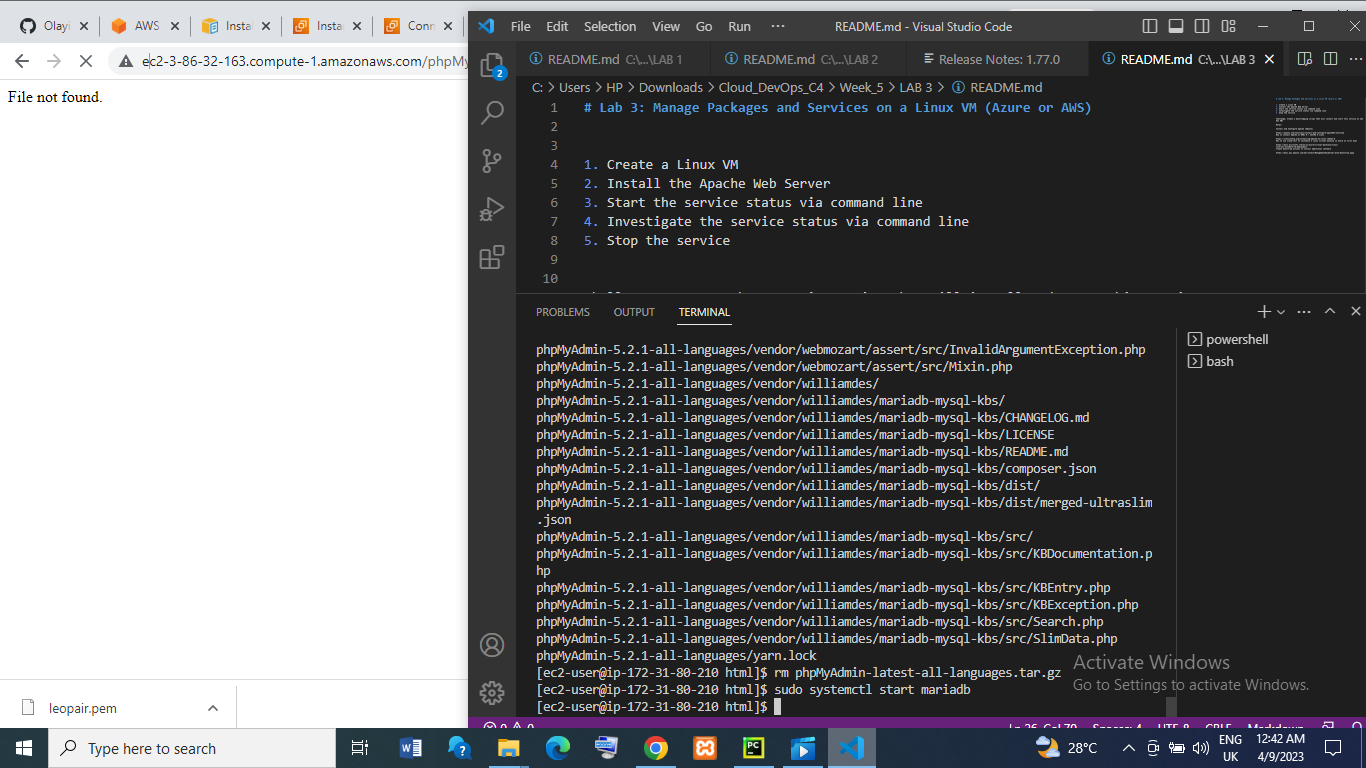 Olayi
AWS
Instal
Instan
Conn
ec2-3-86-32-163.compute-1.amazonaws.com/phpMy
File not found.
leopair.pem
File Edit Selection View Go Run ··· README.md - Visual Studio Code
2
README.md C:\...\LAB 1
README.md C:\...\LAB 2
Release Notes: 1.77.0
README.md C:\...\LAB 3
C: > Users > HP > Downloads > Cloud_DevOps_C4 > Week_5 > LAB 3 > README.md
1 # Lab 3: Manage Packages and Services on a Linux VM (Azure or AWS)
2
3
4 1. Create a Linux VM
5 2. Install the Apache Web Server
6 3. Start the service status via command line
7 4. Investigate the service status via command line
8 5. Stop the service
9
10
PROBLEMS OUTPUT TERMINAL
powershell
bash
phpMyAdmin-5.2.1-all-languages/vendor/webmozart/assert/src/InvalidArgumentException.php
phpMyAdmin-5.2.1-all-languages/vendor/webmozart/assert/src/Mixin.php
phpMyAdmin-5.2.1-all-languages/vendor/williamdes/
phpMyAdmin-5.2.1-all-languages/vendor/williamdes/mariadb-mysql-kbs/
phpMyAdmin-5.2.1-all-languages/vendor/williamdes/mariadb-mysql-kbs/CHANGELOG.md
phpMyAdmin-5.2.1-all-languages/vendor/williamdes/mariadb-mysql-kbs/LICENSE
phpMyAdmin-5.2.1-all-languages/vendor/williamdes/mariadb-mysql-kbs/README.md
phpMyAdmin-5.2.1-all-languages/vendor/williamdes/mariadb-mysql-kbs/composer.json
phpMyAdmin-5.2.1-all-languages/vendor/williamdes/mariadb-mysql-kbs/dist/
phpMyAdmin-5.2.1-all-languages/vendor/williamdes/mariadb-mysql-kbs/dist/merged-ultraslim
.json
phpMyAdmin-5.2.1-all-languages/vendor/williamdes/mariadb-mysql-kbs/src/
phpMyAdmin-5.2.1-all-languages/vendor/williamdes/mariadb-mysql-kbs/src/KBDocumentation.p
hp
phpMyAdmin-5.2.1-all-languages/vendor/williamdes/mariadb-mysql-kbs/src/KBEntry.php
phpMyAdmin-5.2.1-all-languages/vendor/williamdes/mariadb-mysql-kbs/src/KBException.php
phpMyAdmin-5.2.1-all-languages/vendor/williamdes/mariadb-mysql-kbs/src/Search.php
phpMyAdmin-5.2.1-all-languages/vendor/williamdes/mariadb-mysql-kbs/src/SlimData.php
phpMyAdmin-5.2.1-all-languages/yarn.lock
[ec2-user@ip-172-31-80-210 html]$ rm phpMyAdmin-latest-all-languages.tar.gz
[ec2-user@ip-172-31-80-210 html]$ sudo systemctl start mariadb
[ec2-user@ip-172-31-80-210 html]$
Activate Windows
Go to Settings to activate Windows.
Type here to search
28°C
ENG
UK
12:42 AM
4/9/2023